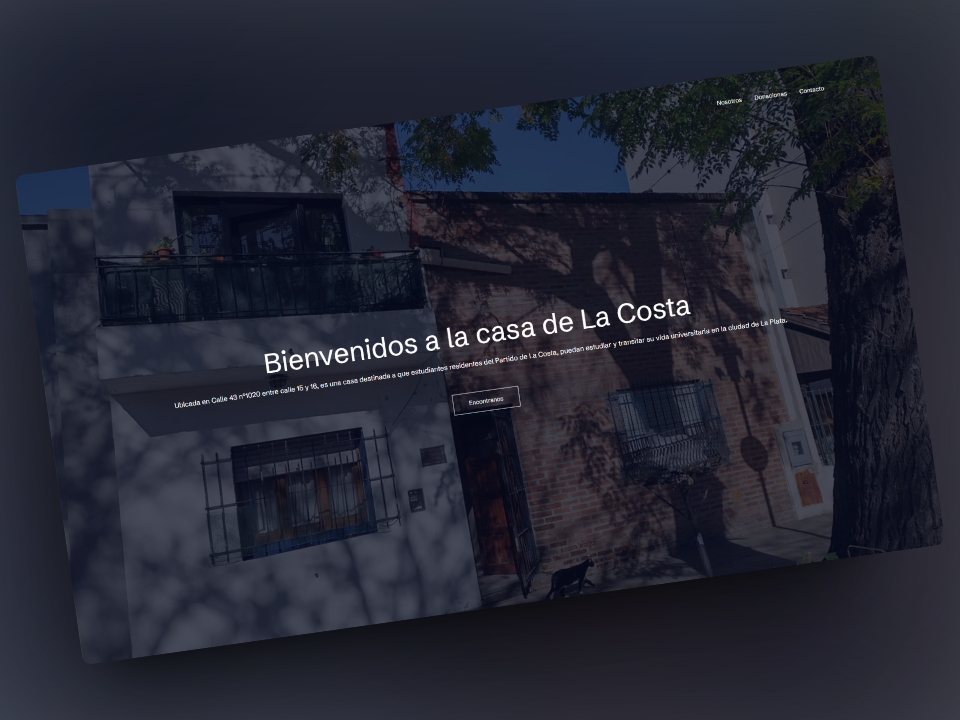 Nosotros Donaciones Contacto
Bienvenidos a la casa de La Costa
Ubicada en Calle 43 n°1020 entre calle 15 y 16, es una casa destinada a que estudiantes residentes del Partido de La Costa, puedan estudiar y transitar su vida universitaria en la ciudad de La Plata.
Encontranos